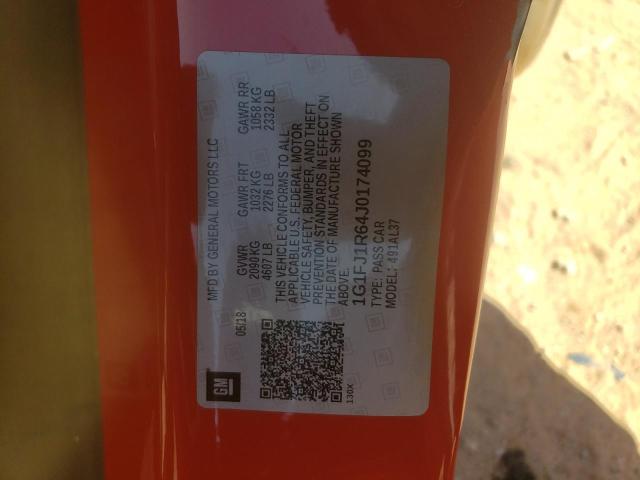 GM
MFD BY GENERAL MOTORS LLC
05/18
GVWR GAWR FRT GAWR RR
2090 KG 1032 KG 1058 KG
4607 LB 2276 LB 2332 LB
THIS VEHICLE CONFORMS TO ALL
APPLICABLE U.S. FEDERAL MOTOR
VEHICLE SAFETY, BUMPER, AND THEFT
PREVENTION STANDARDS IN EFFECT ON
THE DATE OF MANUFACTURE SHOWN
ABOVE.
1G1FJ1R64J0174099
TYPE: PASS CAR
MODEL: 491AL37
130X